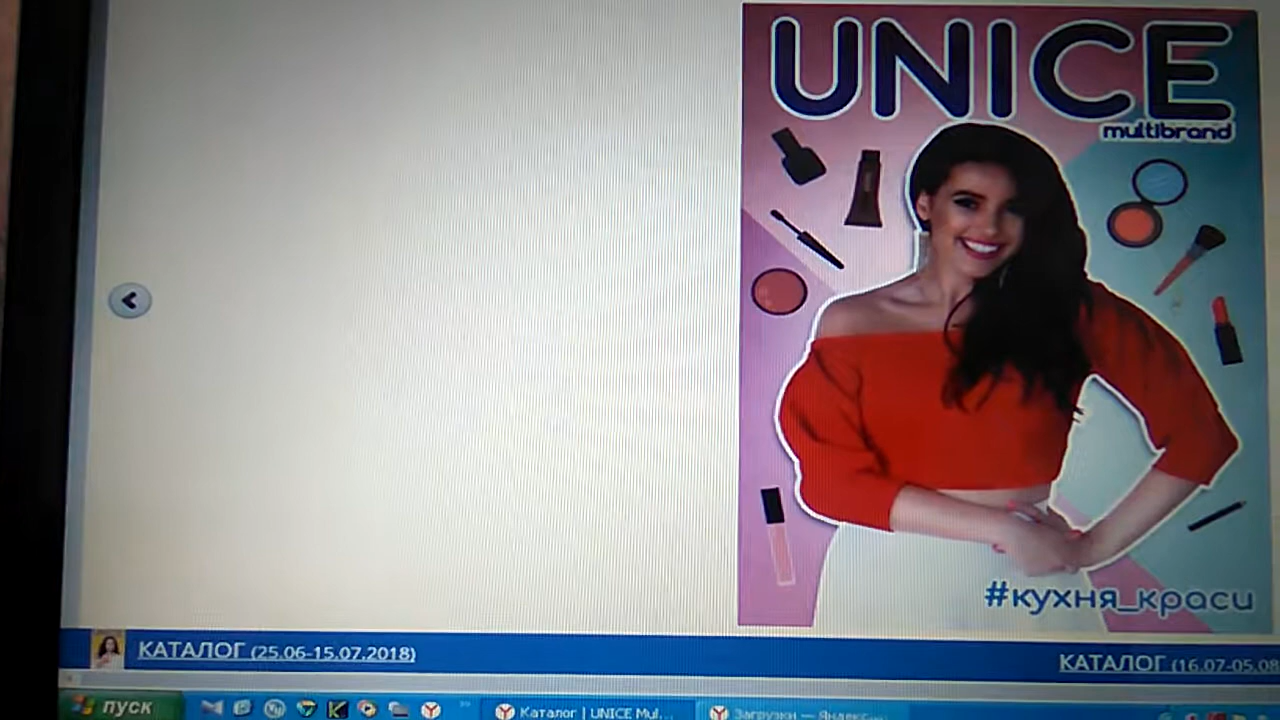 UNICE
multibrand
#кухня_краси
КАТАЛОГ (25.06-15.07.2018)
КАТАЛОГ (16.07-05.08
пуск
Каталог | UNICE Mul...
Загрузки — Яндекс...